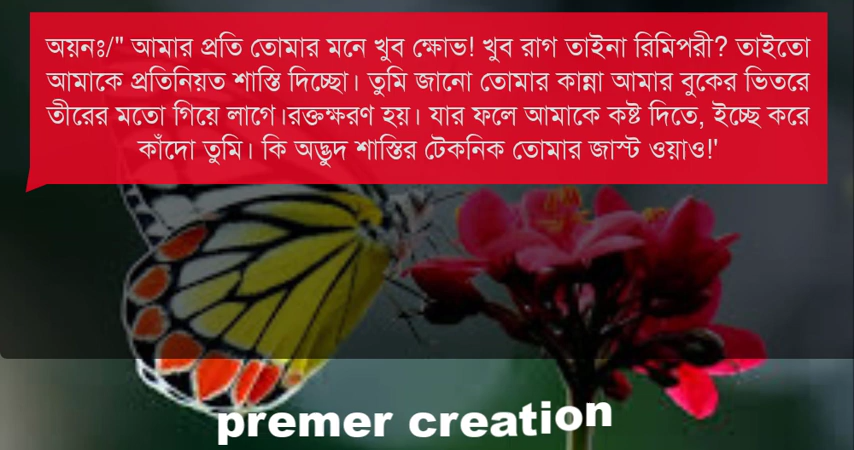 অয়নঃ/" আমার প্রতি তোমার মনে খুব ক্ষোভ! খুব রাগ তাইনা রিমিপরী? তাইতো
আমাকে প্রতিনিয়ত শাস্তি দিচ্ছো। তুমি জানো তোমার কান্না আমার বুকের ভিতরে
তীরের মতো গিয়ে লাগে।রক্তক্ষরণ হয়। যার ফলে আমাকে কষ্ট দিতে, ইচ্ছে করে
কাঁদো তুমি। কি অদ্ভুদ শাস্তির টেকনিক তোমার জাস্ট ওয়াও!'
premer creation